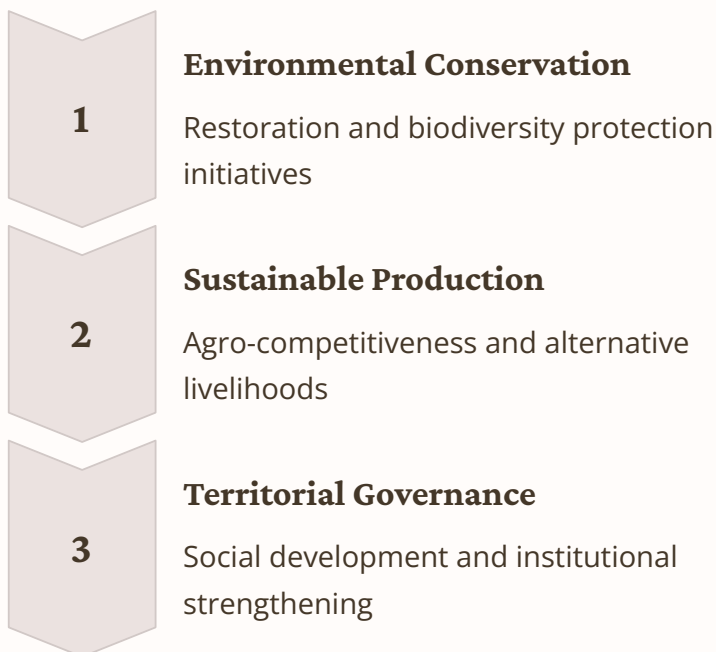 1
Environmental Conservation
Restoration and biodiversity protection
initiatives
2
Sustainable Production
Agro-competitiveness and alternative
livelihoods
3
Territorial Governance
Social development and institutional
strengthening